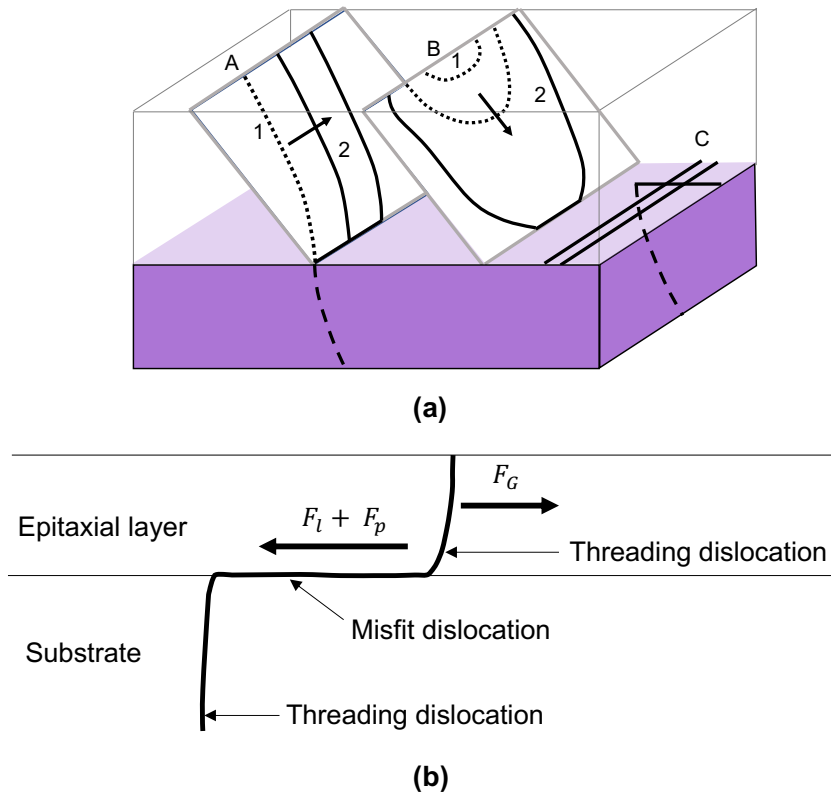 A
B
1
1
2
2
C
(a)
F_G
F_l + F_p
Epitaxial layer
Threading dislocation
Misfit dislocation
Substrate
Threading dislocation
(b)